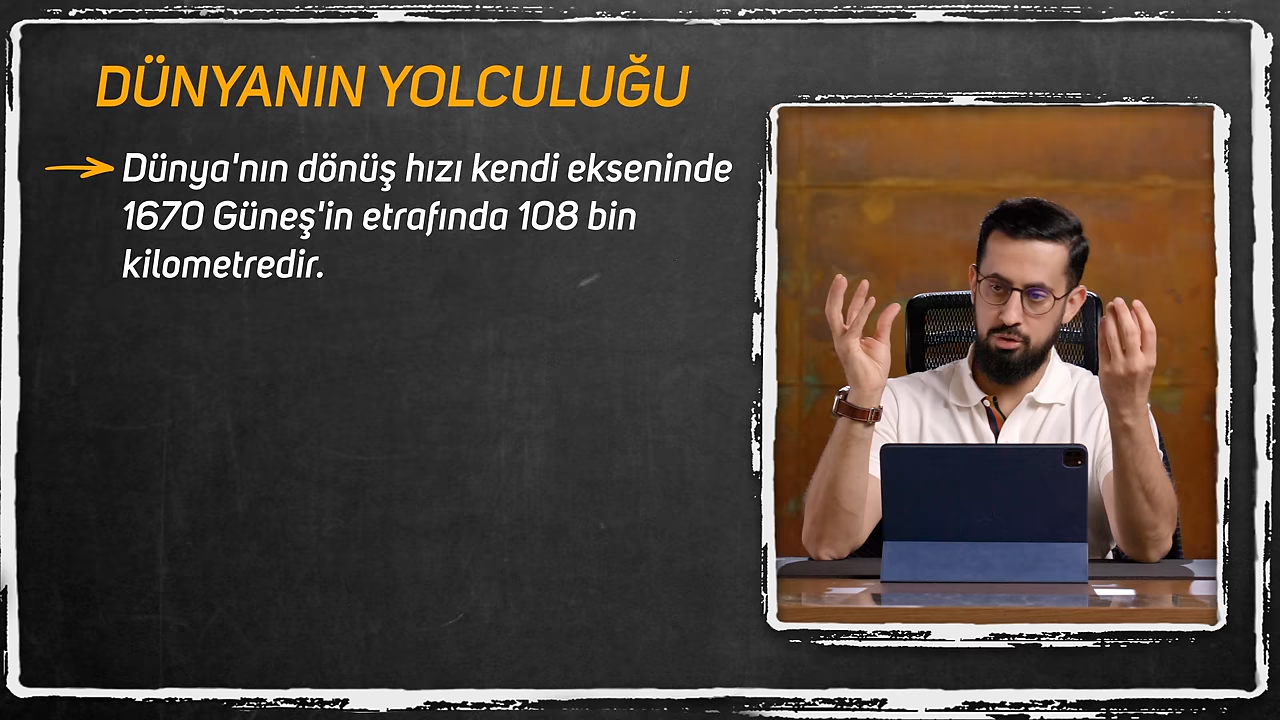 DÜNYANIN YOLCULUĞU
Dünya'nın dönüş hızı kendi ekseninde
1670 Güneş'in etrafında 108 bin
kilometredir.